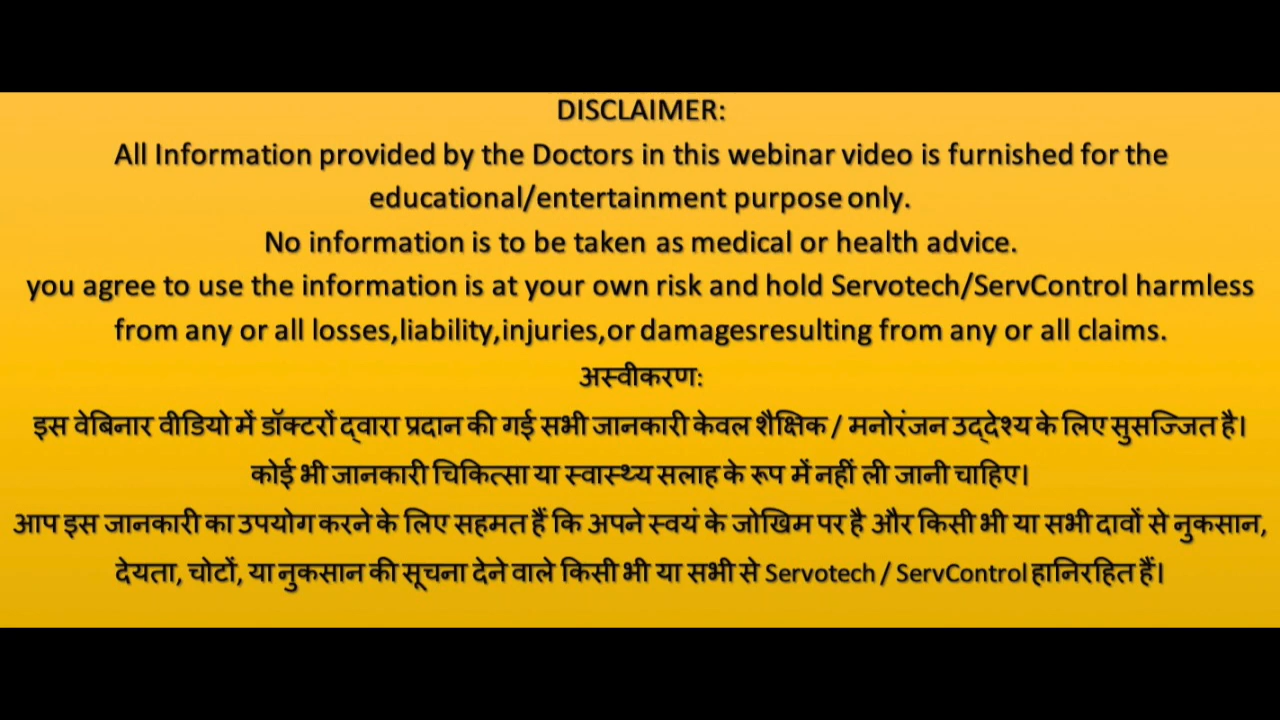 DISCLAIMER:
All Information provided by the Doctors in this webinar video is furnished for the
educational/entertainment purpose only.
No information is to be taken as medical or health advice.
you agree to use the information is at your own risk and hold Servotech/ServControl harmless
from any or all losses,liability,injuries,or damagesresulting from any or all claims.
अस्वीकरण:
इस वेबिनार वीडियो में डॉक्टरों द्वारा प्रदान की गई सभी जानकारी केवल शैक्षिक / मनोरंजन उद्देश्य के लिए सुसज्जित है।
कोई भी जानकारी चिकित्सा या स्वास्थ्य सलाह के रूप में नहीं ली जानी चाहिए।
आप इस जानकारी का उपयोग करने के लिए सहमत हैं कि अपने स्वयं के जोखिम पर है और किसी भी या सभी दावों से नुकसान,
देयता, चोटों, या नुकसान की सूचना देने वाले किसी भी या सभी से Servotech / ServControl हानिरहित हैं।